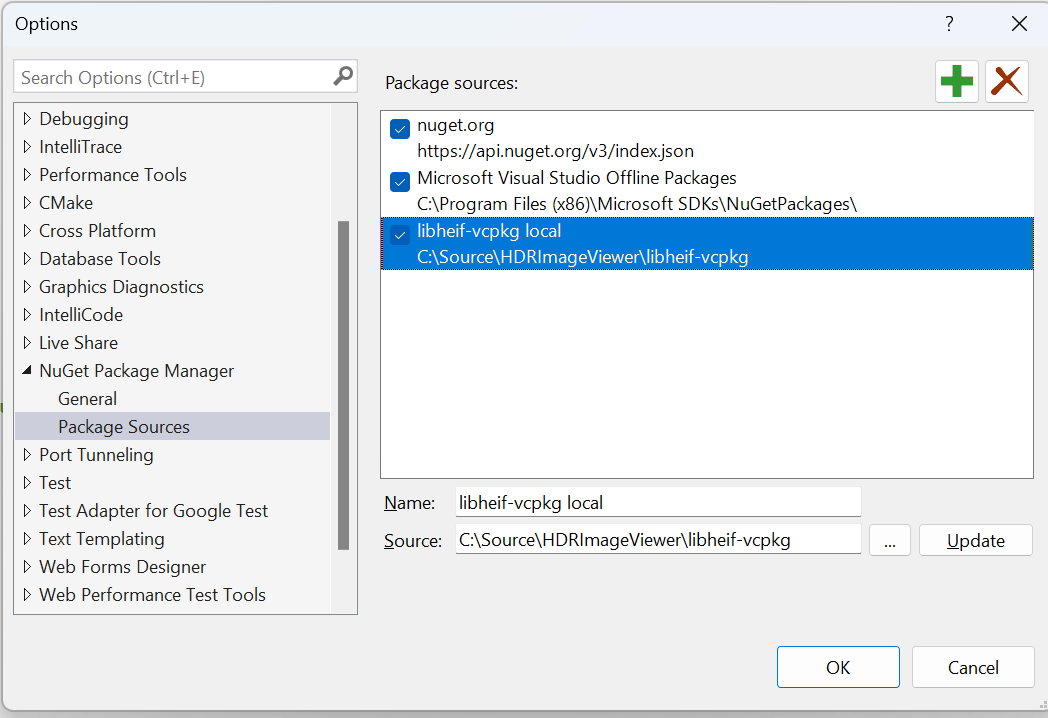 Options
?
Search Options (Ctrl+E)
Debugging
IntelliTrace
Performance Tools
CMake
Cross Platform
Database Tools
Graphics Diagnostics
IntelliCode
Live Share
NuGet Package Manager
General
Package Sources
Port Tunneling
Test
Test Adapter for Google Test
Text Templating
Web Forms Designer
Web Performance Test Tools
Package sources:
nuget.org
https://api.nuget.org/v3/index.json
Microsoft Visual Studio Offline Packages
C:\Program Files (x86)\Microsoft SDKs\NuGetPackages\
libheif-vcpkg local
C:\Source\HDRImageViewer\libheif-vcpkg
Name: libheif-vcpkg local
Source: C:\Source\HDRImageViewer\libheif-vcpkg ... Update
OK Cancel